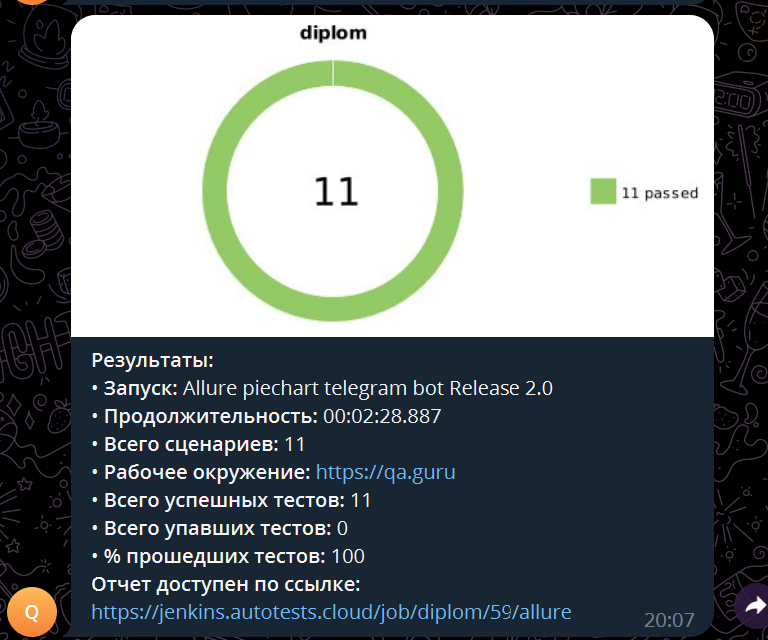 diplom
11
11 passed
Результаты:
• Запуск: Allure piechart telegram bot Release 2.0
• Продолжительность: 00:02:28.887
• Всего сценариев: 11
• Рабочее окружение: https://qa.guru
• Всего успешных тестов: 11
• Всего упавших тестов: 0
• % прошедших тестов: 100
Отчет доступен по ссылке:
https://jenkins.autotests.cloud/job/diplom/59/allure
20:07
Q